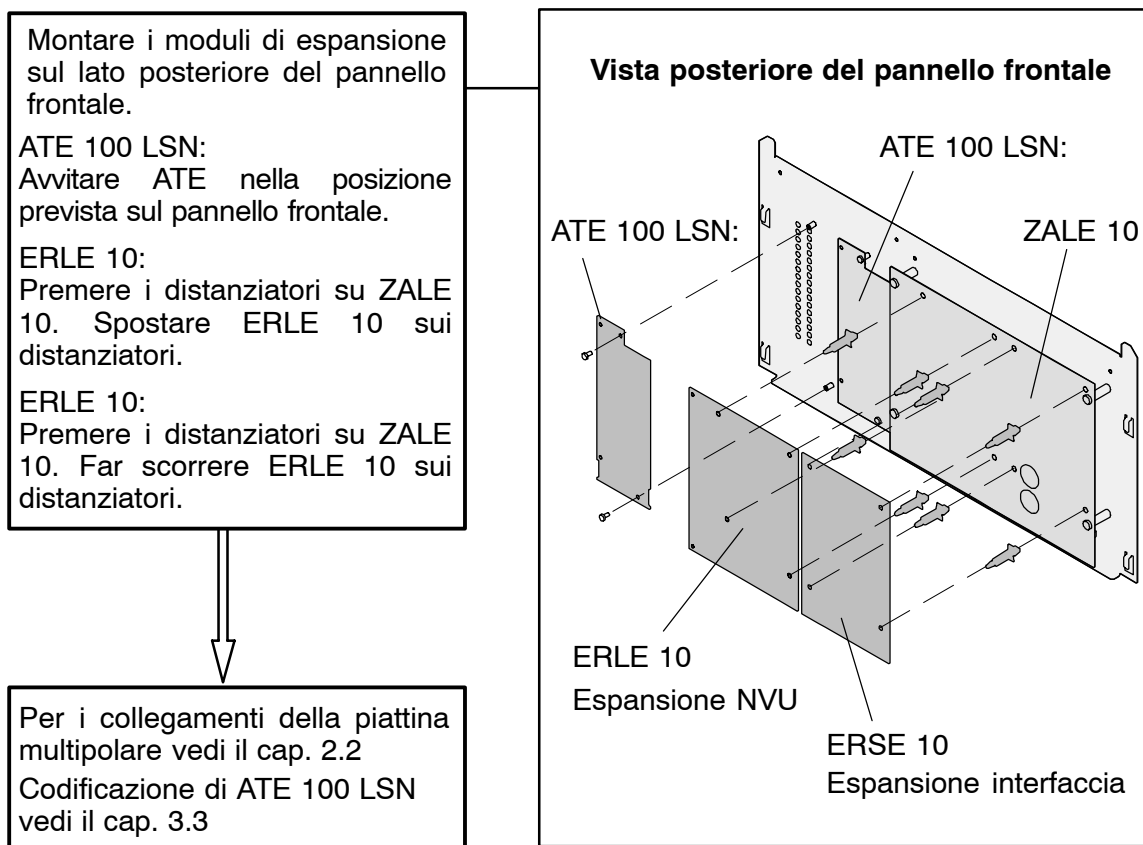 Montare i moduli di espansione
sul lato posteriore del pannello
frontale.
ATE 100 LSN:
Avvitare ATE nella posizione
prevista sul pannello frontale.
ERLE 10:
Premere i distanziatori su ZALE
10. Spostare ERLE 10 sui
distanziatori.
ERLE 10:
Premere i distanziatori su ZALE
10. Far scorrere ERLE 10 sui
distanziatori.
Per i collegamenti della piattina
multipolare vedi il cap. 2.2
Codificazione di ATE 100 LSN
vedi il cap. 3.3
Vista posteriore del pannello frontale
ATE 100 LSN:
ATE 100 LSN:
ZALE 10
ERLE 10
Espansione NVU
ERSE 10
Espansione interfaccia